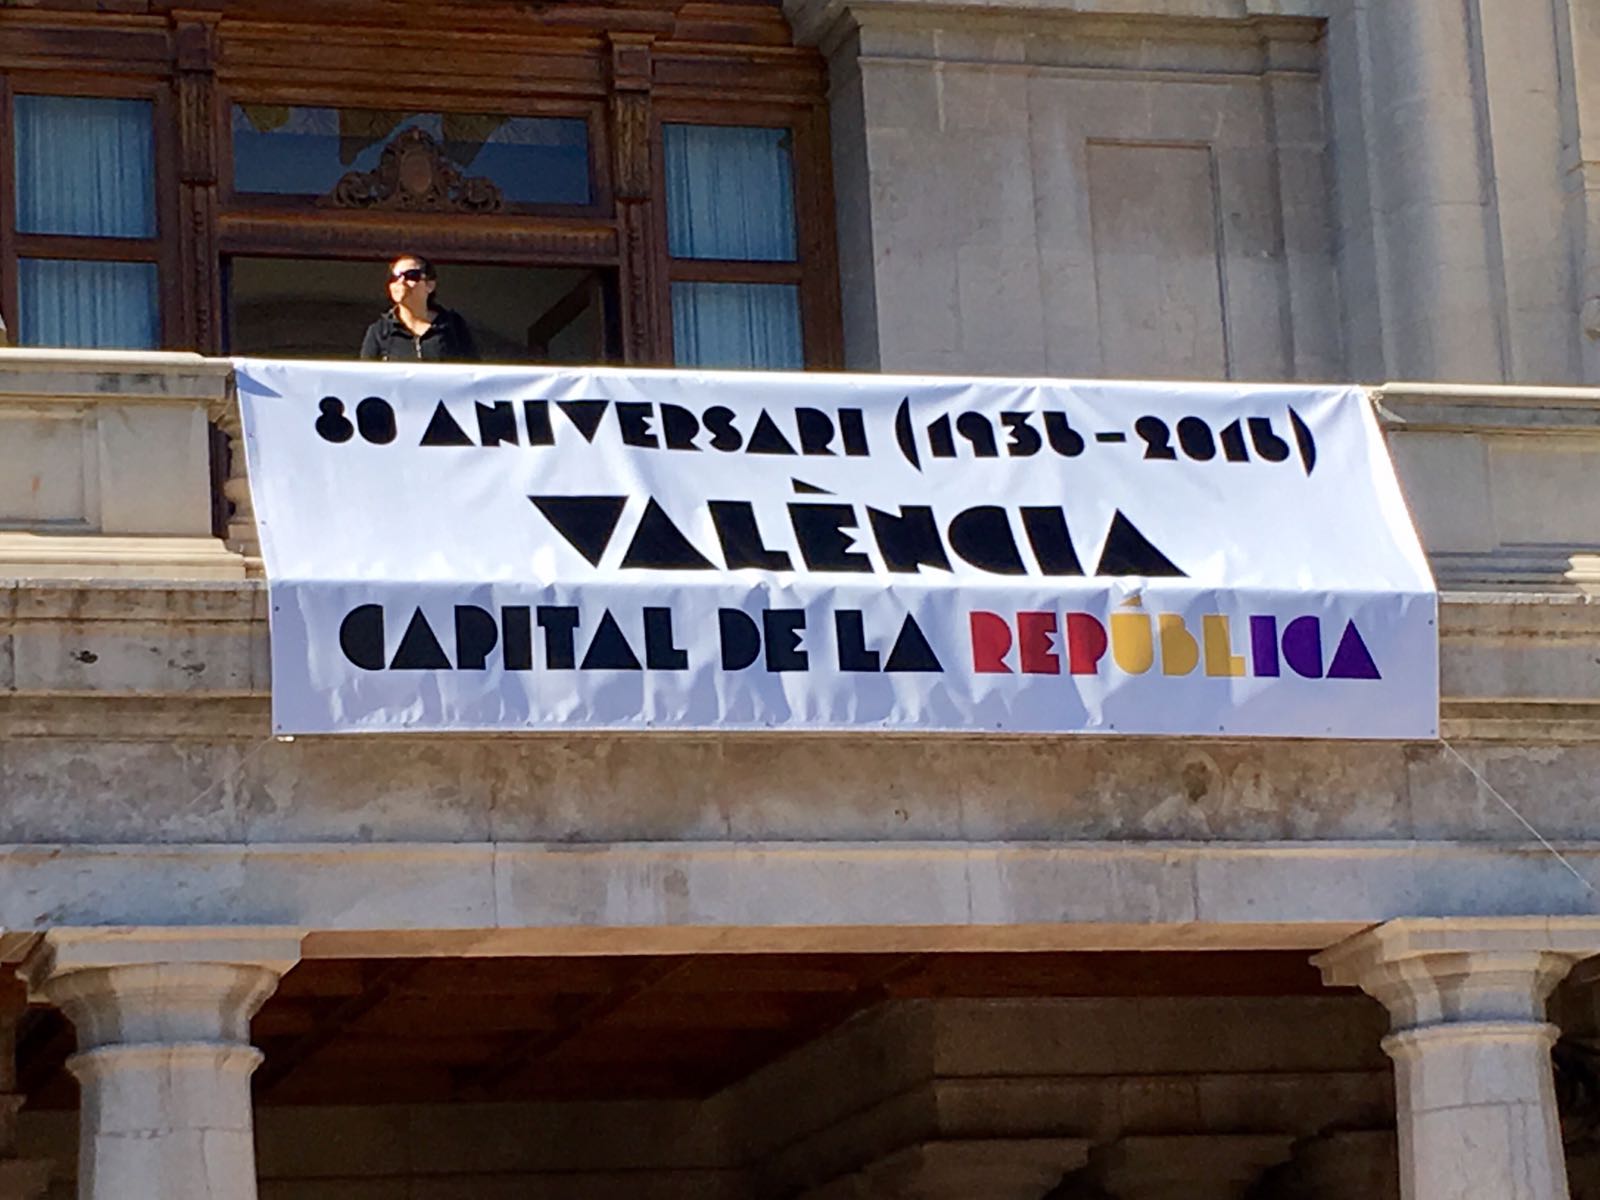 80 ANIVERSARI (1936-2016)
VALÈNCIA
CAPITAL DE LA REPÚBLICA